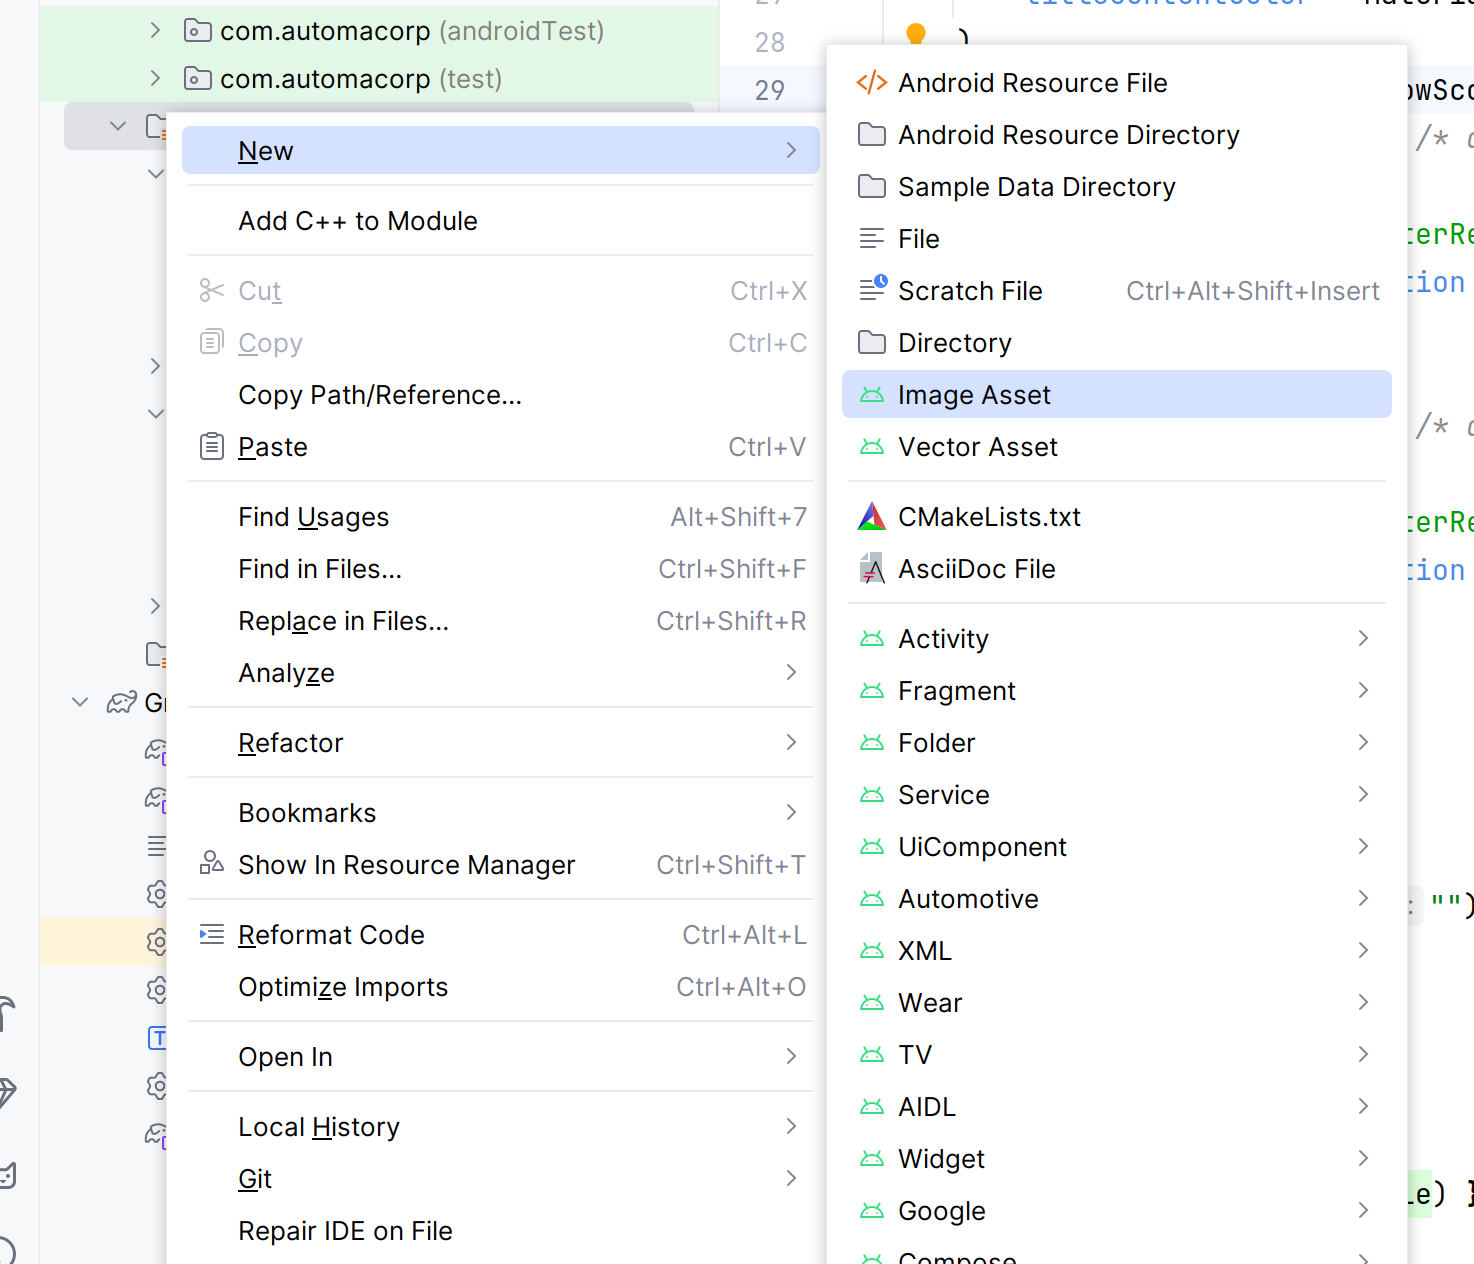 com.automacorp (androidTest)
com.automacorp (test)
28
29
New
Add C++ to Module
Cut Ctrl+X
Copy Ctrl+C
Copy Path/Reference...
Paste Ctrl+V
Find Usages Alt+Shift+7
Find in Files... Ctrl+Shift+F
Replace in Files... Ctrl+Shift+R
Analyze
Refactor
Bookmarks
Show In Resource Manager Ctrl+Shift+T
Reformat Code Ctrl+Alt+L
Optimize Imports Ctrl+Alt+O
Open In
Local History
Git
Repair IDE on File
Android Resource File
Android Resource Directory
Sample Data Directory
File
Scratch File Ctrl+Alt+Shift+Insert
Directory
Image Asset
Vector Asset
CMakeLists.txt
AsciiDoc File
Activity
Fragment
Folder
Service
UiComponent
Automotive
XML
Wear
TV
AIDL
Widget
Google
Compose
)
/*
tion
/*
tion
: "")
) }